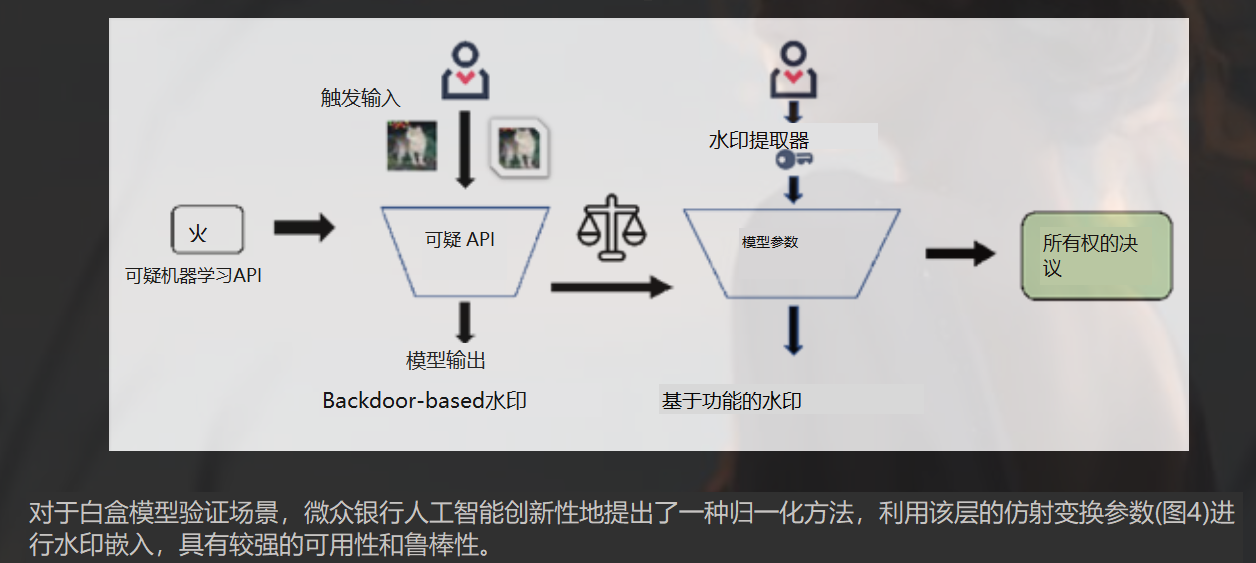 触发输入
水印提取器
火
可疑 API
模型参数
所有权的决
议
可疑机器学习API
模型输出
Backdoor-based水印
基于功能的水印
对于白盒模型验证场景，微众银行人工智能创新性地提出了一种归一化方法，利用该层的仿射变换参数(图4)进
行水印嵌入，具有较强的可用性和鲁棒性。